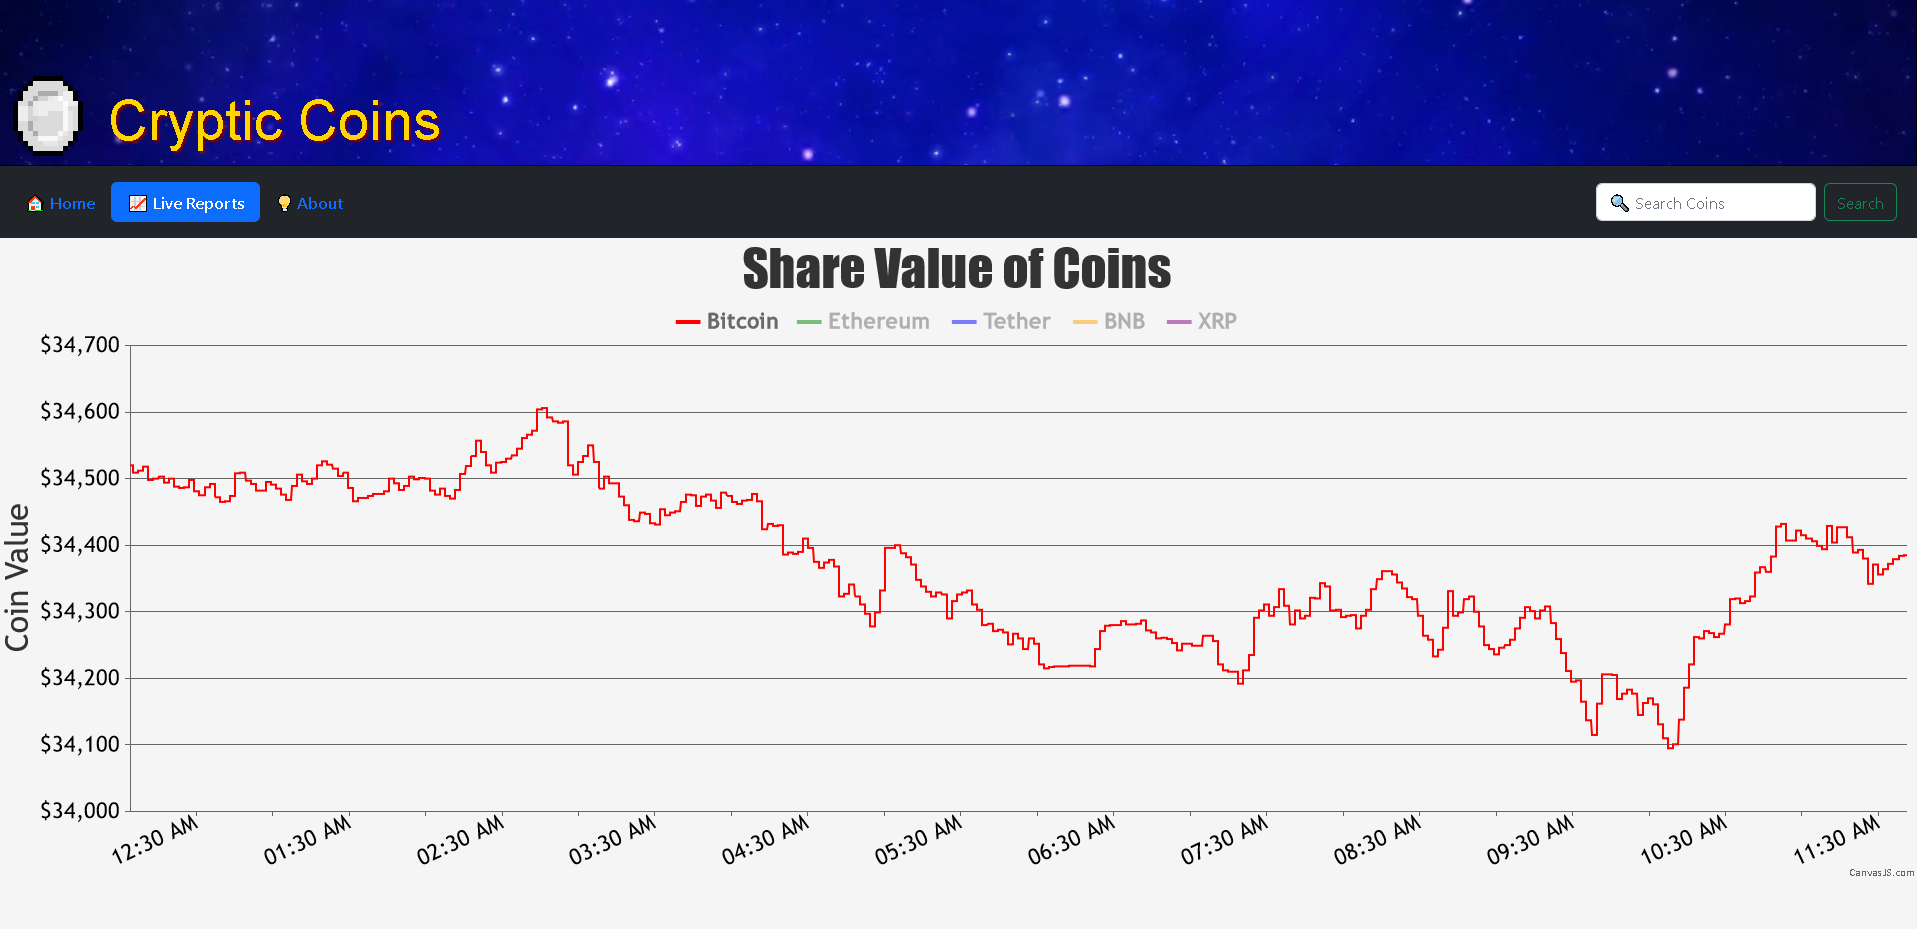 Cryptic Coins
Home Live Reports About Search Coins Search
Share Value of Coins
Bitcoin Ethereum Tether BNB XRP
Coin Value
$34,700
$34,600
$34,500
$34,400
$34,300
$34,200
$34,100
$34,000
12:30 AM 01:30 AM 02:30 AM 03:30 AM 04:30 AM 05:30 AM 06:30 AM 07:30 AM 08:30 AM 09:30 AM 10:30 AM 11:30 AM
CanvasJS.com